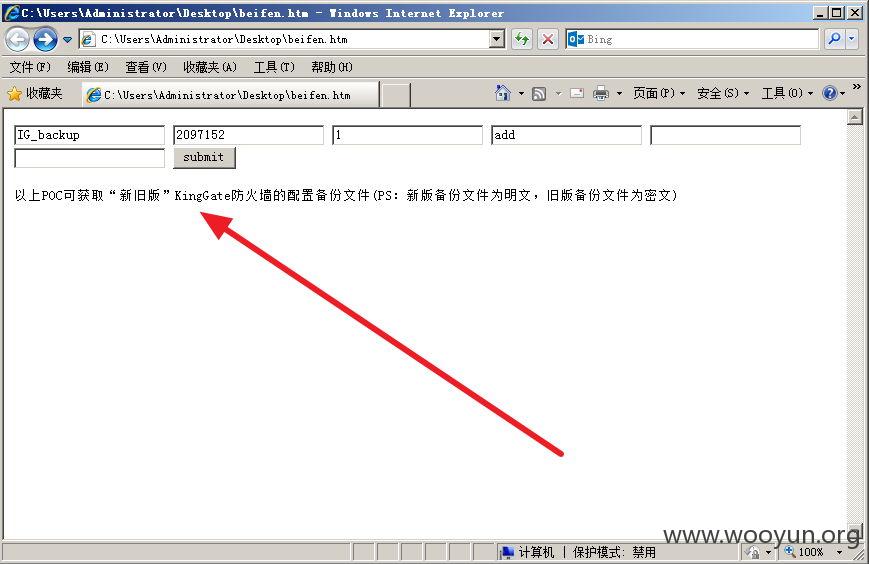 C:\Users\Administrator\Desktop\beifen.htm - Windows Internet Explorer
C:\Users\Administrator\Desktop\beifen.htm Bing
文件(F) 编辑(E) 查看(V) 收藏夹(A) 工具(T) 帮助(H)
收藏夹 C:\Users\Administrator\Desktop\beifen.htm 页面(P) 安全(S) 工具(O)
IG_backup 2097152 1 add
submit
以上POC可获取“新旧版”KingGate防火墙的配置备份文件(PS: 新版备份文件为明文, 旧版备份文件为密文)
www.wooyun.org
计算机 | 保护模式: 禁用 100%